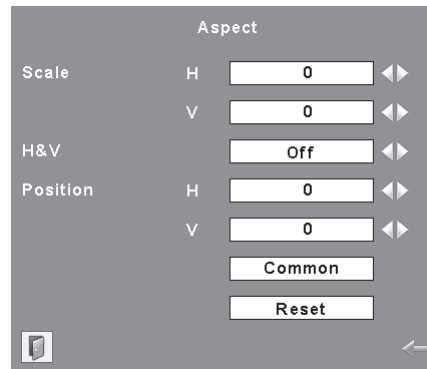 Aspect
Scale H 0
V 0
H&V Off
Position H 0
V 0
Common
Reset